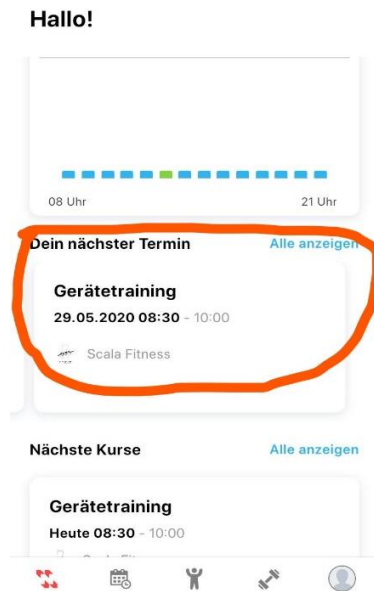 Hallo!
08 Uhr 21 Uhr
Dein nächster Termin Alle anzeigen
Gerätetraining
29.05.2020 08:30 - 10:00
Scala Fitness
Nächste Kurse Alle anzeigen
Gerätetraining
Heute 08:30 - 10:00